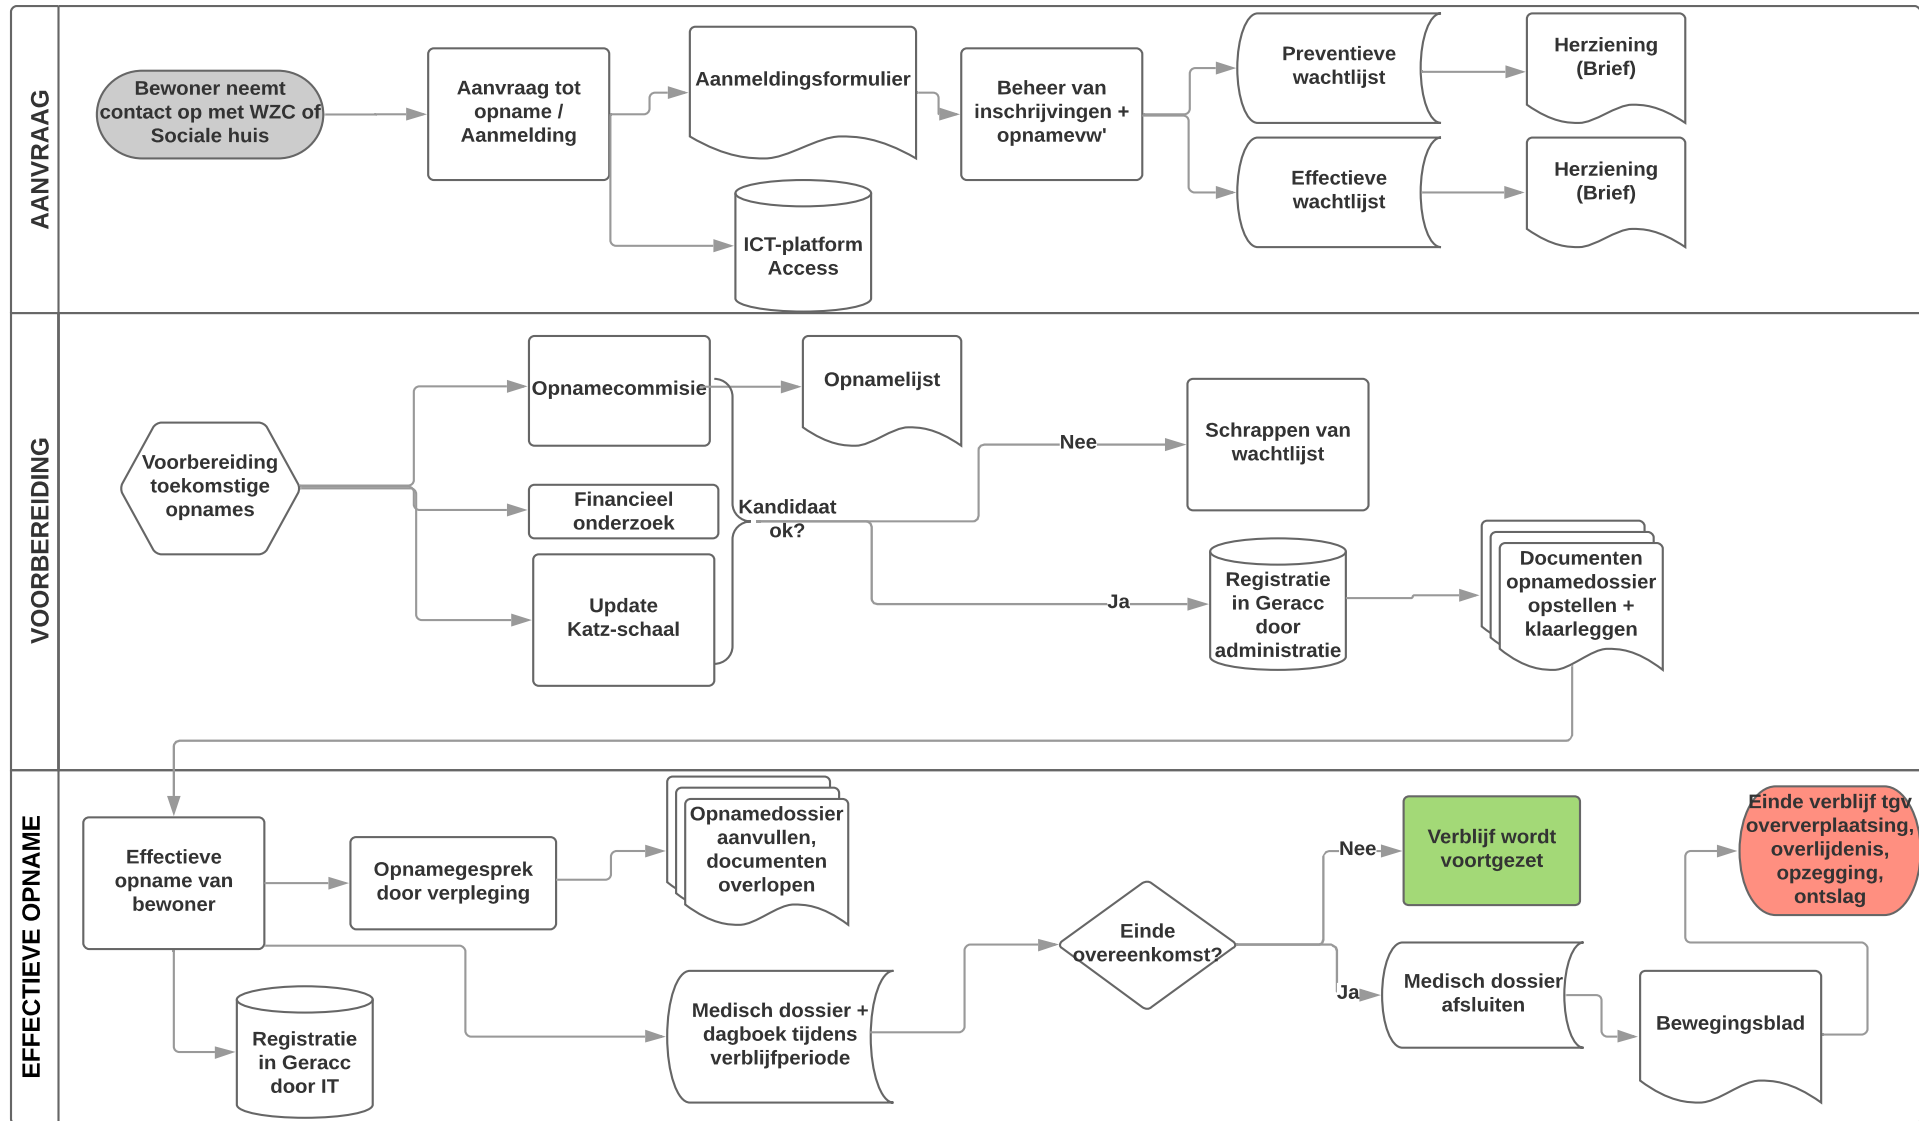 AANVRAAG
Bewoner neemt
contact op met WZC of
Sociale huis
Aanvraag tot
opname /
Aanmelding
Aanmeldingsformulier
ICT-platform
Access
Beheer van
inschrijvingen +
opnamevw'
Preventieve
wachtlijst
Herziening
(Brief)
Effectieve
wachtlijst
Herziening
(Brief)
VOORBEREIDING
Voorbereiding
toekomstige
opnames
Opnamecommisie
Opnamelijst
Financieel
onderzoek
Update
Katz-schaal
Kandidaat
ok?
Nee
Schrappen van
wachtlijst
Ja
Registratie
in Geracc
door
administratie
Documenten
opnamedossier
opstellen +
klaarleggen
EFFECTIEVE OPNAME
Effectieve
opname van
bewoner
Opnamegesprek
door verpleging
Opnamedossier
aanvullen,
documenten
overlopen
Registratie
in Geracc
door IT
Medisch dossier +
dagboek tijdens
verblijfperiode
Einde
overeenkomst?
Nee
Verblijf wordt
voortgezet
Ja
Medisch dossier
afsluiten
Bewegingsblad
Einde verblijf tgv
oververplaatsing,
overlijdenis,
opzegging,
ontslag